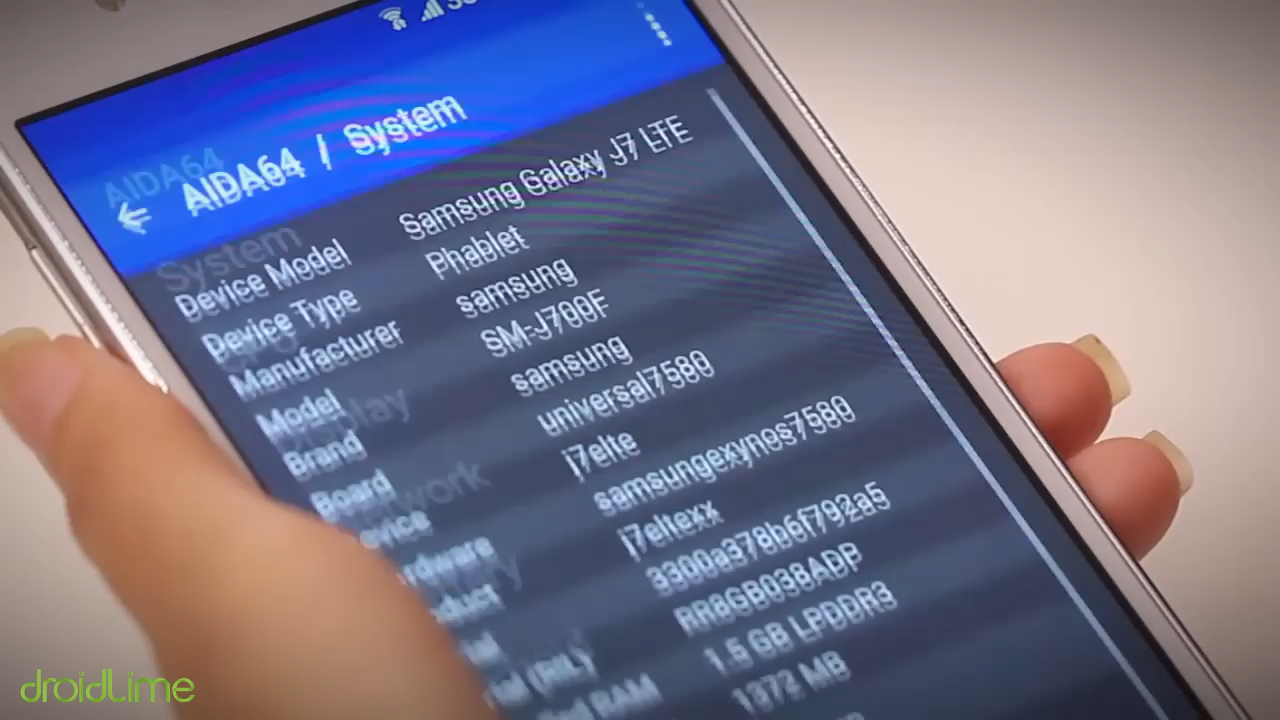 AIDA64 / System
Device Model Samsung Galaxy J7 LTE
Device Type Phablet
Manufacturer samsung
Model SM-J700F
Brand samsung
Board universal7580
j7elte
samsungexynos7580
j7eltexx
3300a378b6f792a5
RR8GB038ADP
RAM 1.5 GB LPDDR3
1372 MB
droidLime